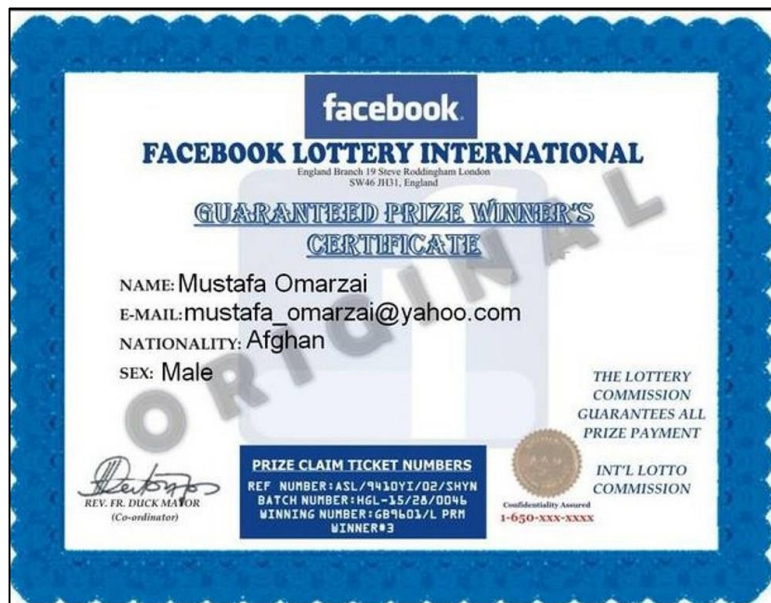 facebook
FACEBOOK LOTTERY INTERNATIONAL
England Branch 19 Steve Roddingham London
SW46 JH31, England
GUARANTEED PRIZE WINNER'S
CERTIFICATE
ORIGINAL
NAME: Mustafa Omarzai
E-MAIL: mustafa_omarzai@yahoo.com
NATIONALITY: Afghan
SEX: Male
THE LOTTERY
COMMISSION
GUARANTEES ALL
PRIZE PAYMENT
INT'L LOTTO
COMMISSION
PRIZE CLAIM TICKET NUMBERS
REF NUMBER:ASL/9410YI/02/SHYN
BATCH NUMBER:HGL-15/28/0046
WINNING NUMBER:GB9601/L PRM
WINNER#3
REV. FR. DUCK MAYOR
(Co-ordinator)
Confidentiality Assured
1-650-xxx-xxxx